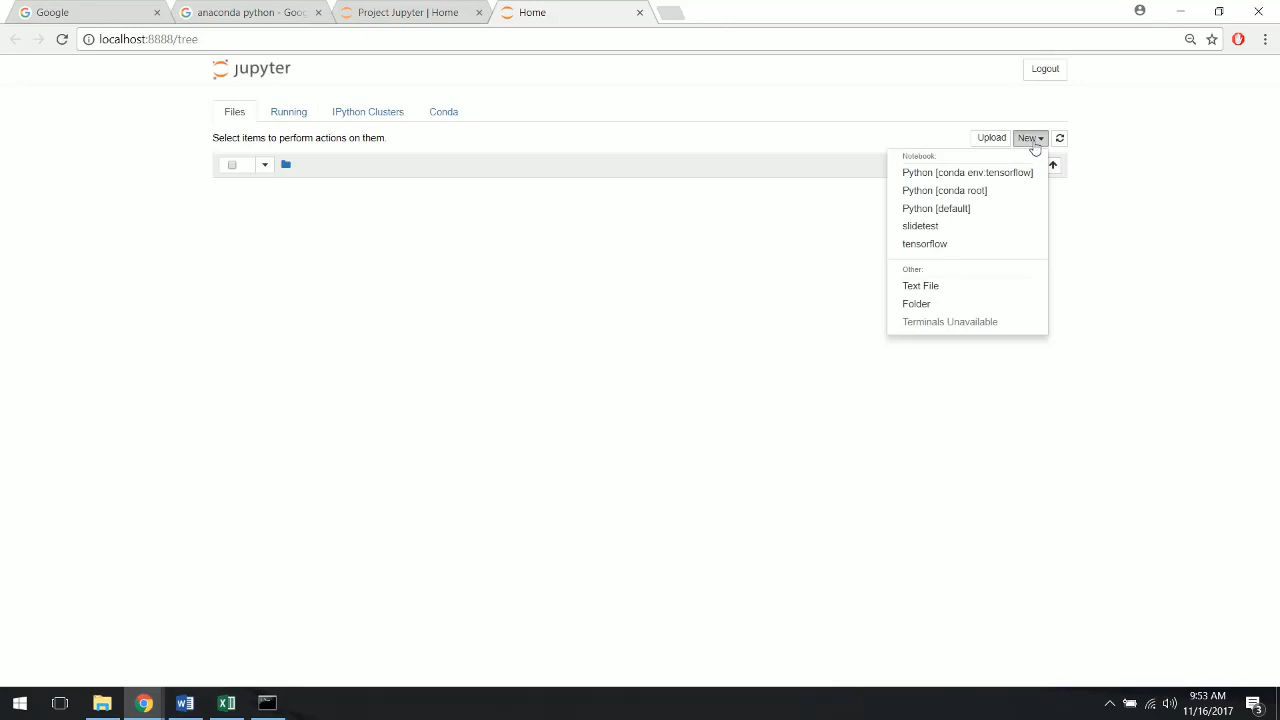 Google
anaconda python - Goog
Project Jupyter | Home
Home
localhost:8888/tree
jupyter
Logout
Files
Running
IPython Clusters
Conda
Select items to perform actions on them.
Upload
New
Notebook:
Python [conda env:tensorflow]
Python [conda root]
Python [default]
slidetest
tensorflow
Other:
Text File
Folder
Terminals Unavailable
9:53 AM
11/16/2017
3